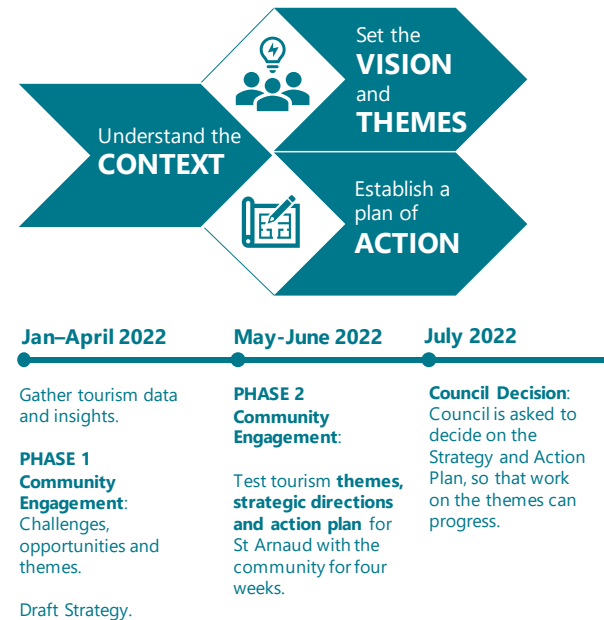 Understand the
CONTEXT
Set the
VISION
and
THEMES
Establish a
plan of
ACTION
Jan–April 2022
Gather tourism data
and insights.
PHASE 1
Community
Engagement:
Challenges,
opportunities and
themes.
Draft Strategy.
May-June 2022
PHASE 2
Community
Engagement:
Test tourism themes,
strategic directions
and action plan for
St Arnaud with the
community for four
weeks.
July 2022
Council Decision:
Council is asked to
decide on the
Strategy and Action
Plan, so that work
on the themes can
progress.